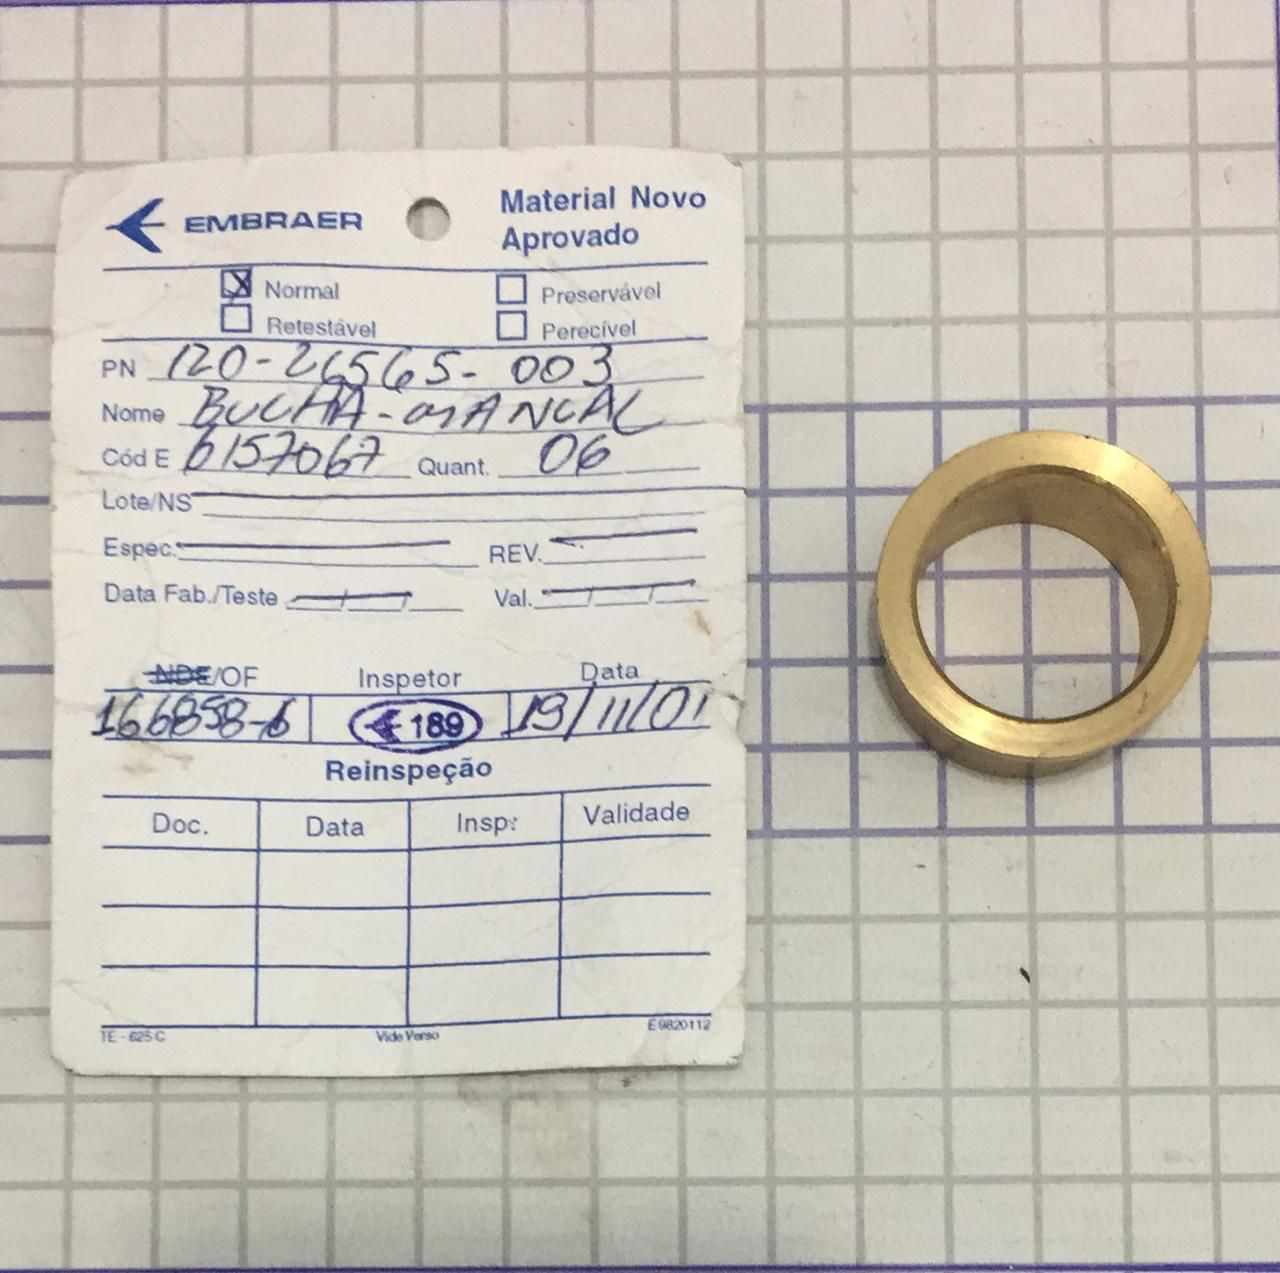 EMBRAER
Material Novo
Aprovado
Normal Preservável
Retestável Perecível
PN 120-26565-003
Nome BUCHA-MANCAL
Cód E 6157067 Quant. 06
Lote/NS
Espec. REV.
Data Fab./Teste Val.
NDE/OF Inspetor Data
166858-6 189 19/11/01
Reinspeção
Doc. Data Insp: Validade
TE - 625 C Vide Verso E9820112